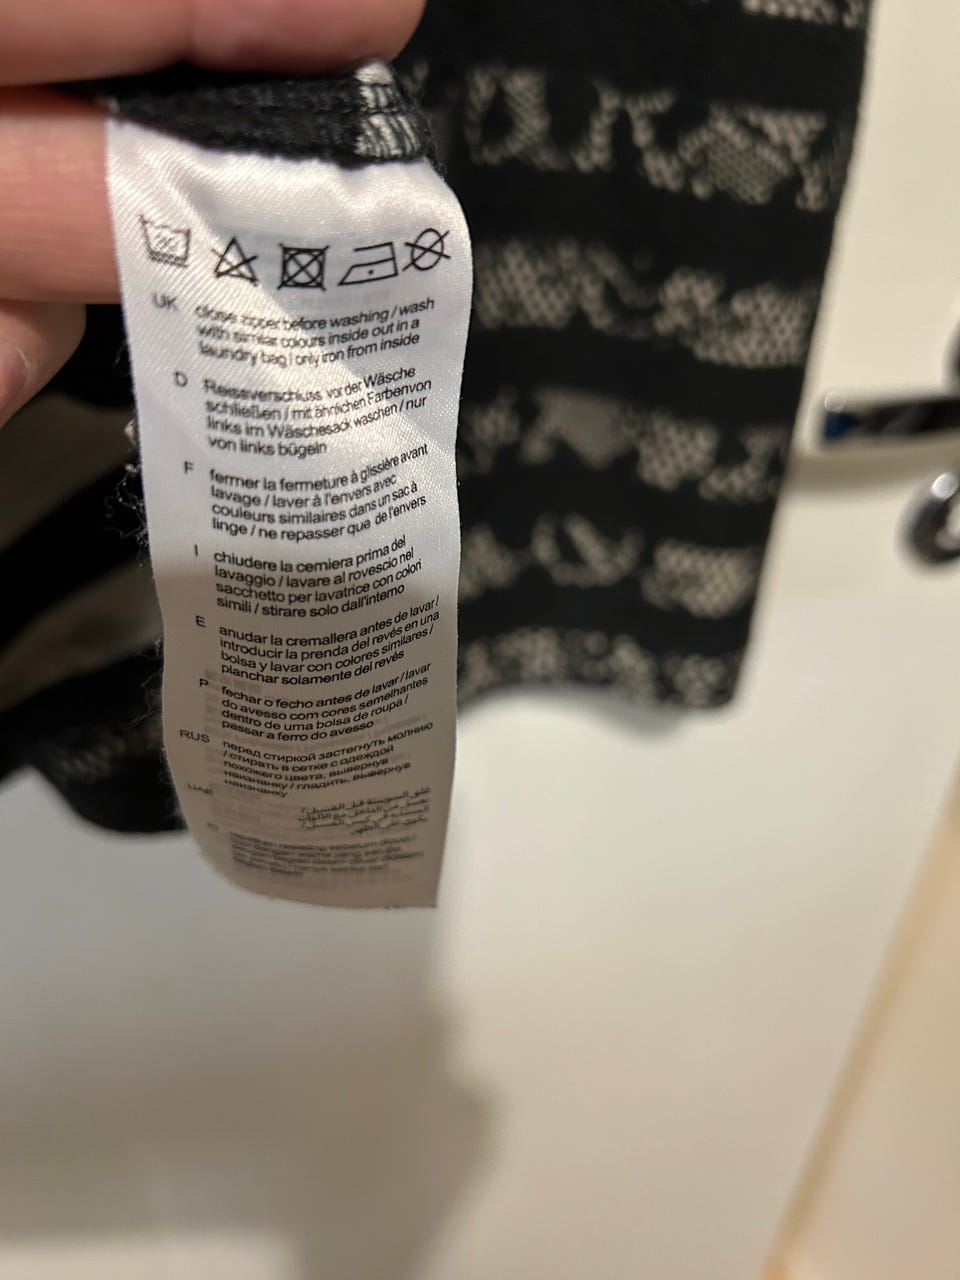 UK close zipper before washing / wash
with similar colours inside out in a
laundry bag / only iron from inside
D Reissverschluss vor der Wäsche
schließen / mit ähnlichen Farben von
links im Wäschesack waschen / nur
von links bügeln
F fermer la fermeture à glissière avant
lavage / laver à l'envers avec
couleurs similaires dans un sac à
linge / ne repasser que de l'envers
I chiudere la cerniera prima del
lavaggio / lavare al rovescio nel
sacchetto per lavatrice con colori
simili / stirare solo dall'interno
E anudar la cremallera antes de lavar /
introducir la prenda del revés en una
bolsa y lavar con colores similares /
planchar solamente del revés
P fechar o fecho antes de lavar / lavar
do avesso com cores semelhantes
dentro de uma bolsa de roupa /
passar a ferro do avesso
RUS перед стиркой застегнуть молнию
/ стирать в сетке с одеждой
похожего цвета, вывернув
наизнанку / гладить, вывернув
наизнанку
UAE